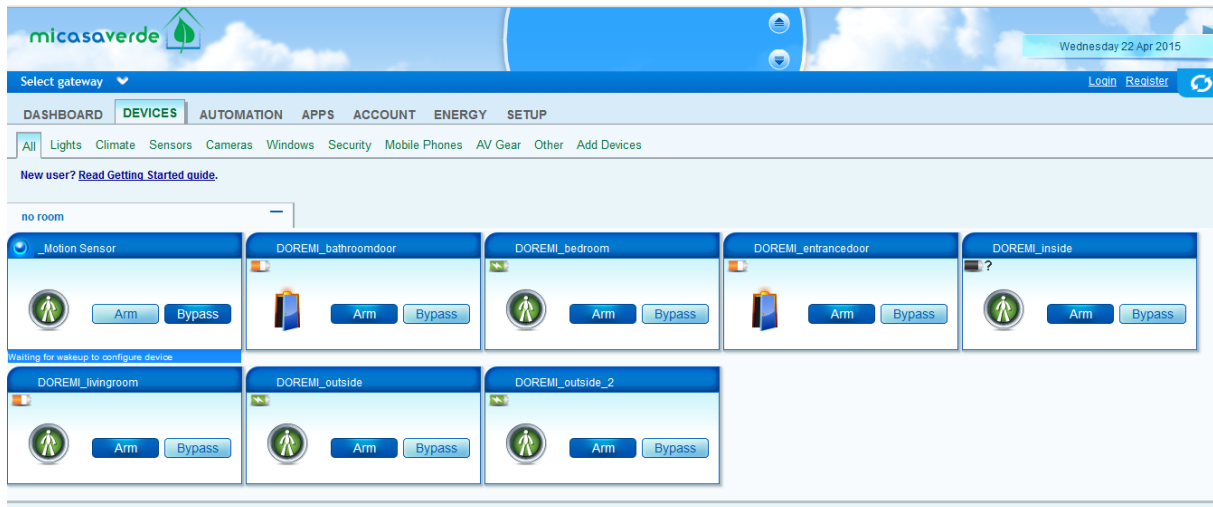 micasaverde
Wednesday 22 Apr 2015
Select gateway Login Register
DASHBOARD DEVICES AUTOMATION APPS ACCOUNT ENERGY SETUP
All Lights Climate Sensors Cameras Windows Security Mobile Phones AV Gear Other Add Devices
New user? Read Getting Started guide.
no room
_Motion Sensor DOREMI_bathroomdoor DOREMI_bedroom DOREMI_entrancedoor DOREMI_inside
?
Arm Bypass Arm Bypass Arm Bypass Arm Bypass Arm Bypass
Waiting for wakeup to configure device
DOREMI_livingroom DOREMI_outside DOREMI_outside_2
Arm Bypass Arm Bypass Arm Bypass